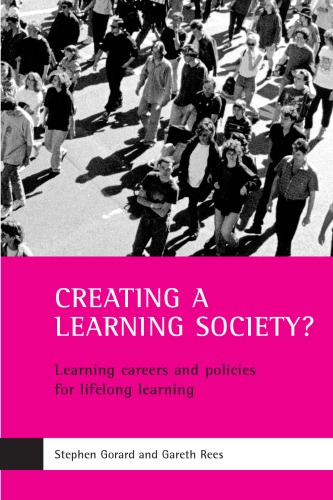 CREATING A
LEARNING SOCIETY?
Learning careers and policies
for lifelong learning
Stephen Gorard and Gareth Rees